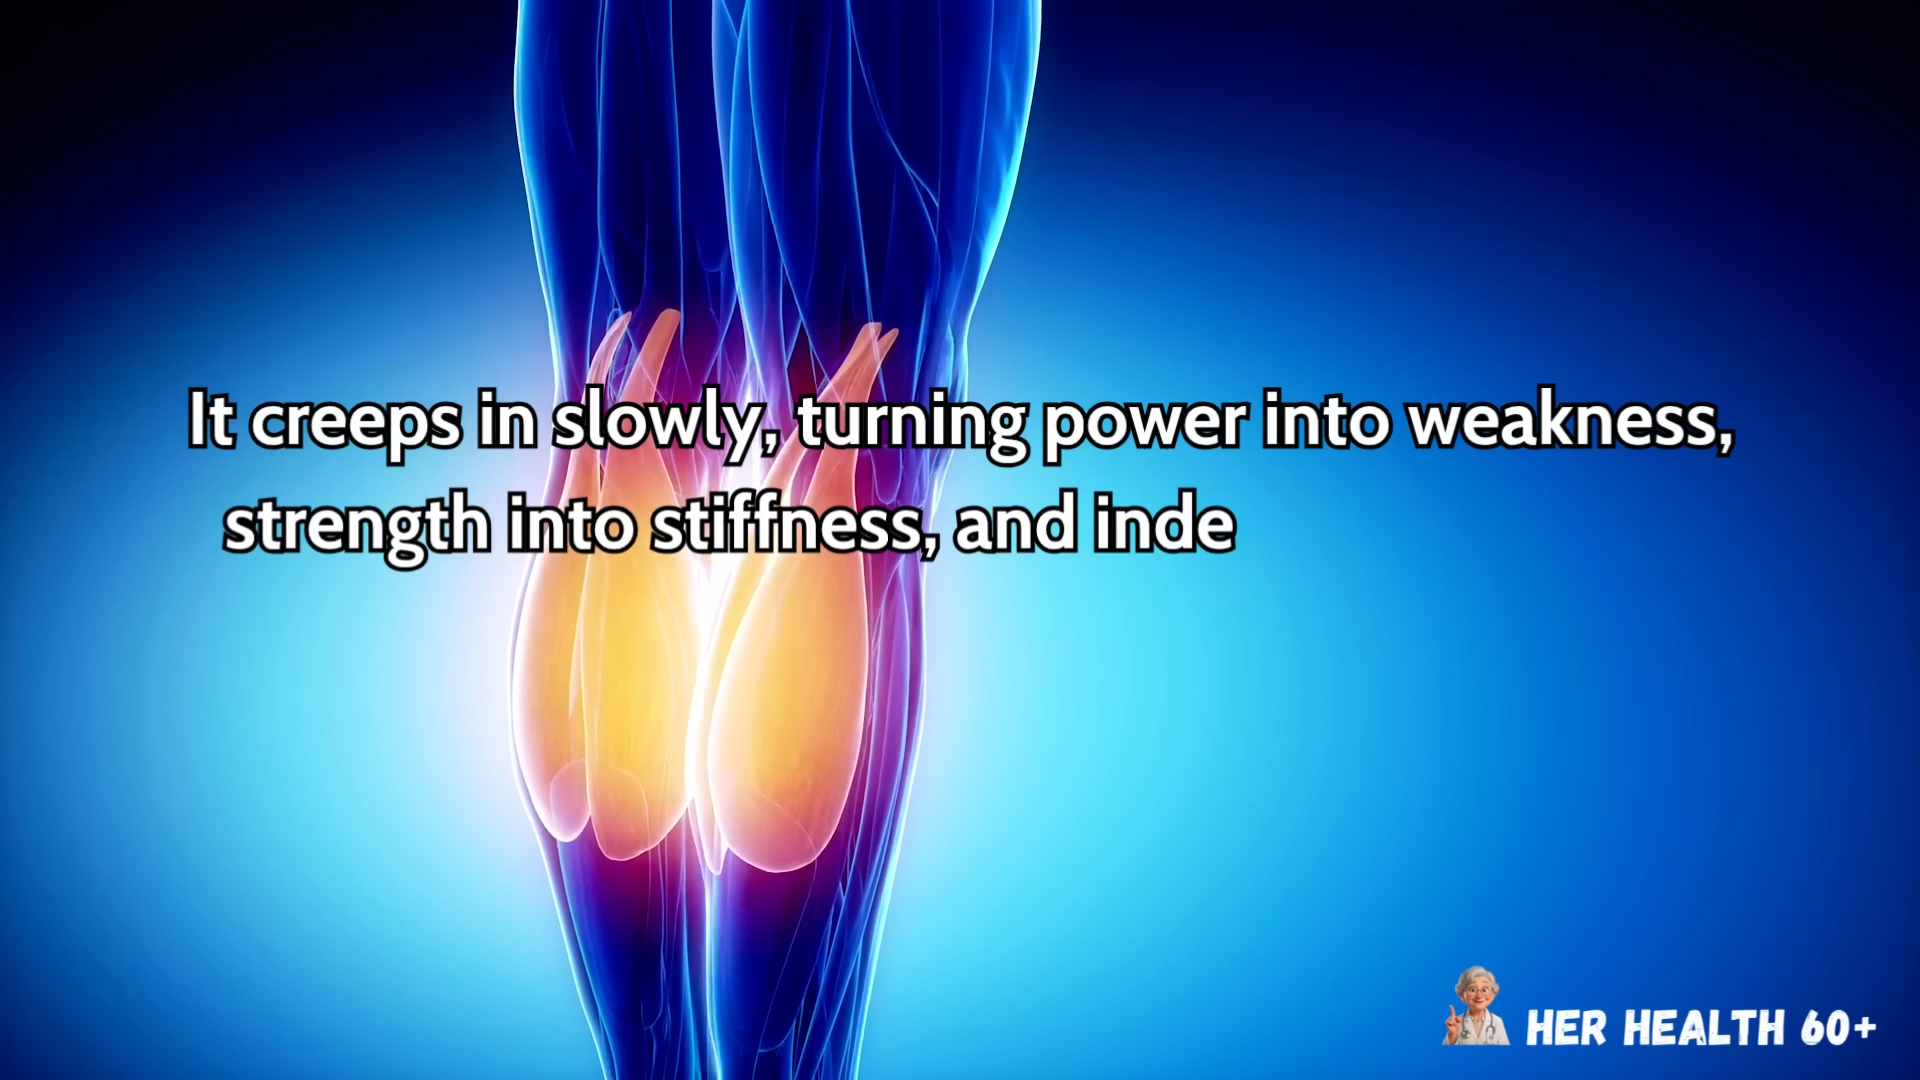 It creeps in slowly, turning power into weakness,
strength into stiffness, and inde
HER HEALTH 60+